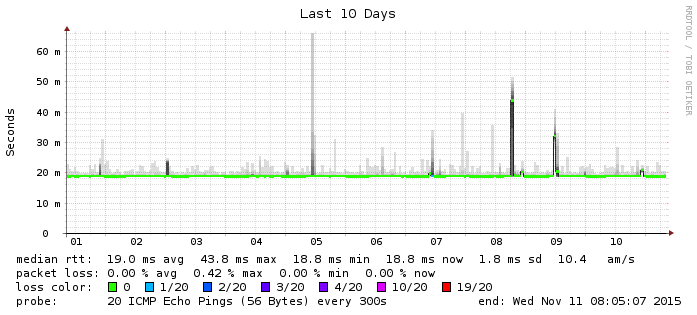 Last 10 Days
RRDTOOL / TOBI OETIKER
Seconds
60 m
50 m
40 m
30 m
20 m
10 m
0
01 02 03 04 05 06 07 08 09 10
median rtt: 19.0 ms avg 43.8 ms max 18.8 ms min 18.8 ms now 1.8 ms sd 10.4 am/s
packet loss: 0.00 % avg 0.42 % max 0.00 % min 0.00 % now
loss color: 0 1/20 2/20 3/20 4/20 10/20 19/20
probe: 20 ICMP Echo Pings (56 Bytes) every 300s end: Wed Nov 11 08:05:07 2015